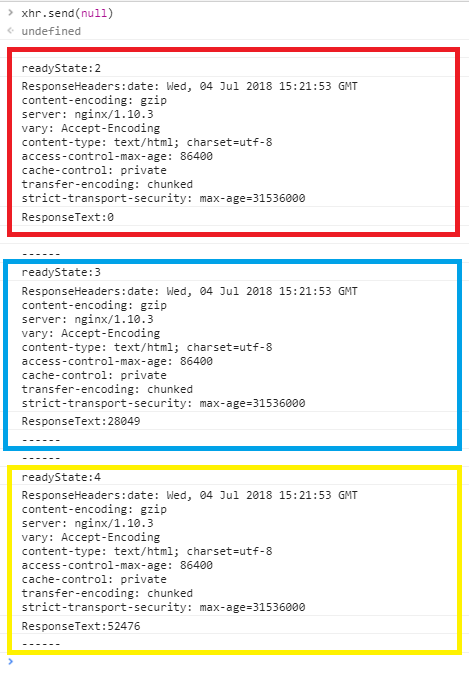 xhr.send(null)
undefined
readyState:2
ResponseHeaders:date: Wed, 04 Jul 2018 15:21:53 GMT
content-encoding: gzip
server: nginx/1.10.3
vary: Accept-Encoding
content-type: text/html; charset=utf-8
access-control-max-age: 86400
cache-control: private
transfer-encoding: chunked
strict-transport-security: max-age=31536000
ResponseText:0
------
readyState:3
ResponseHeaders:date: Wed, 04 Jul 2018 15:21:53 GMT
content-encoding: gzip
server: nginx/1.10.3
vary: Accept-Encoding
content-type: text/html; charset=utf-8
access-control-max-age: 86400
cache-control: private
transfer-encoding: chunked
strict-transport-security: max-age=31536000
ResponseText:28049
------
------
readyState:4
ResponseHeaders:date: Wed, 04 Jul 2018 15:21:53 GMT
content-encoding: gzip
server: nginx/1.10.3
vary: Accept-Encoding
content-type: text/html; charset=utf-8
access-control-max-age: 86400
cache-control: private
transfer-encoding: chunked
strict-transport-security: max-age=31536000
ResponseText:52476
------